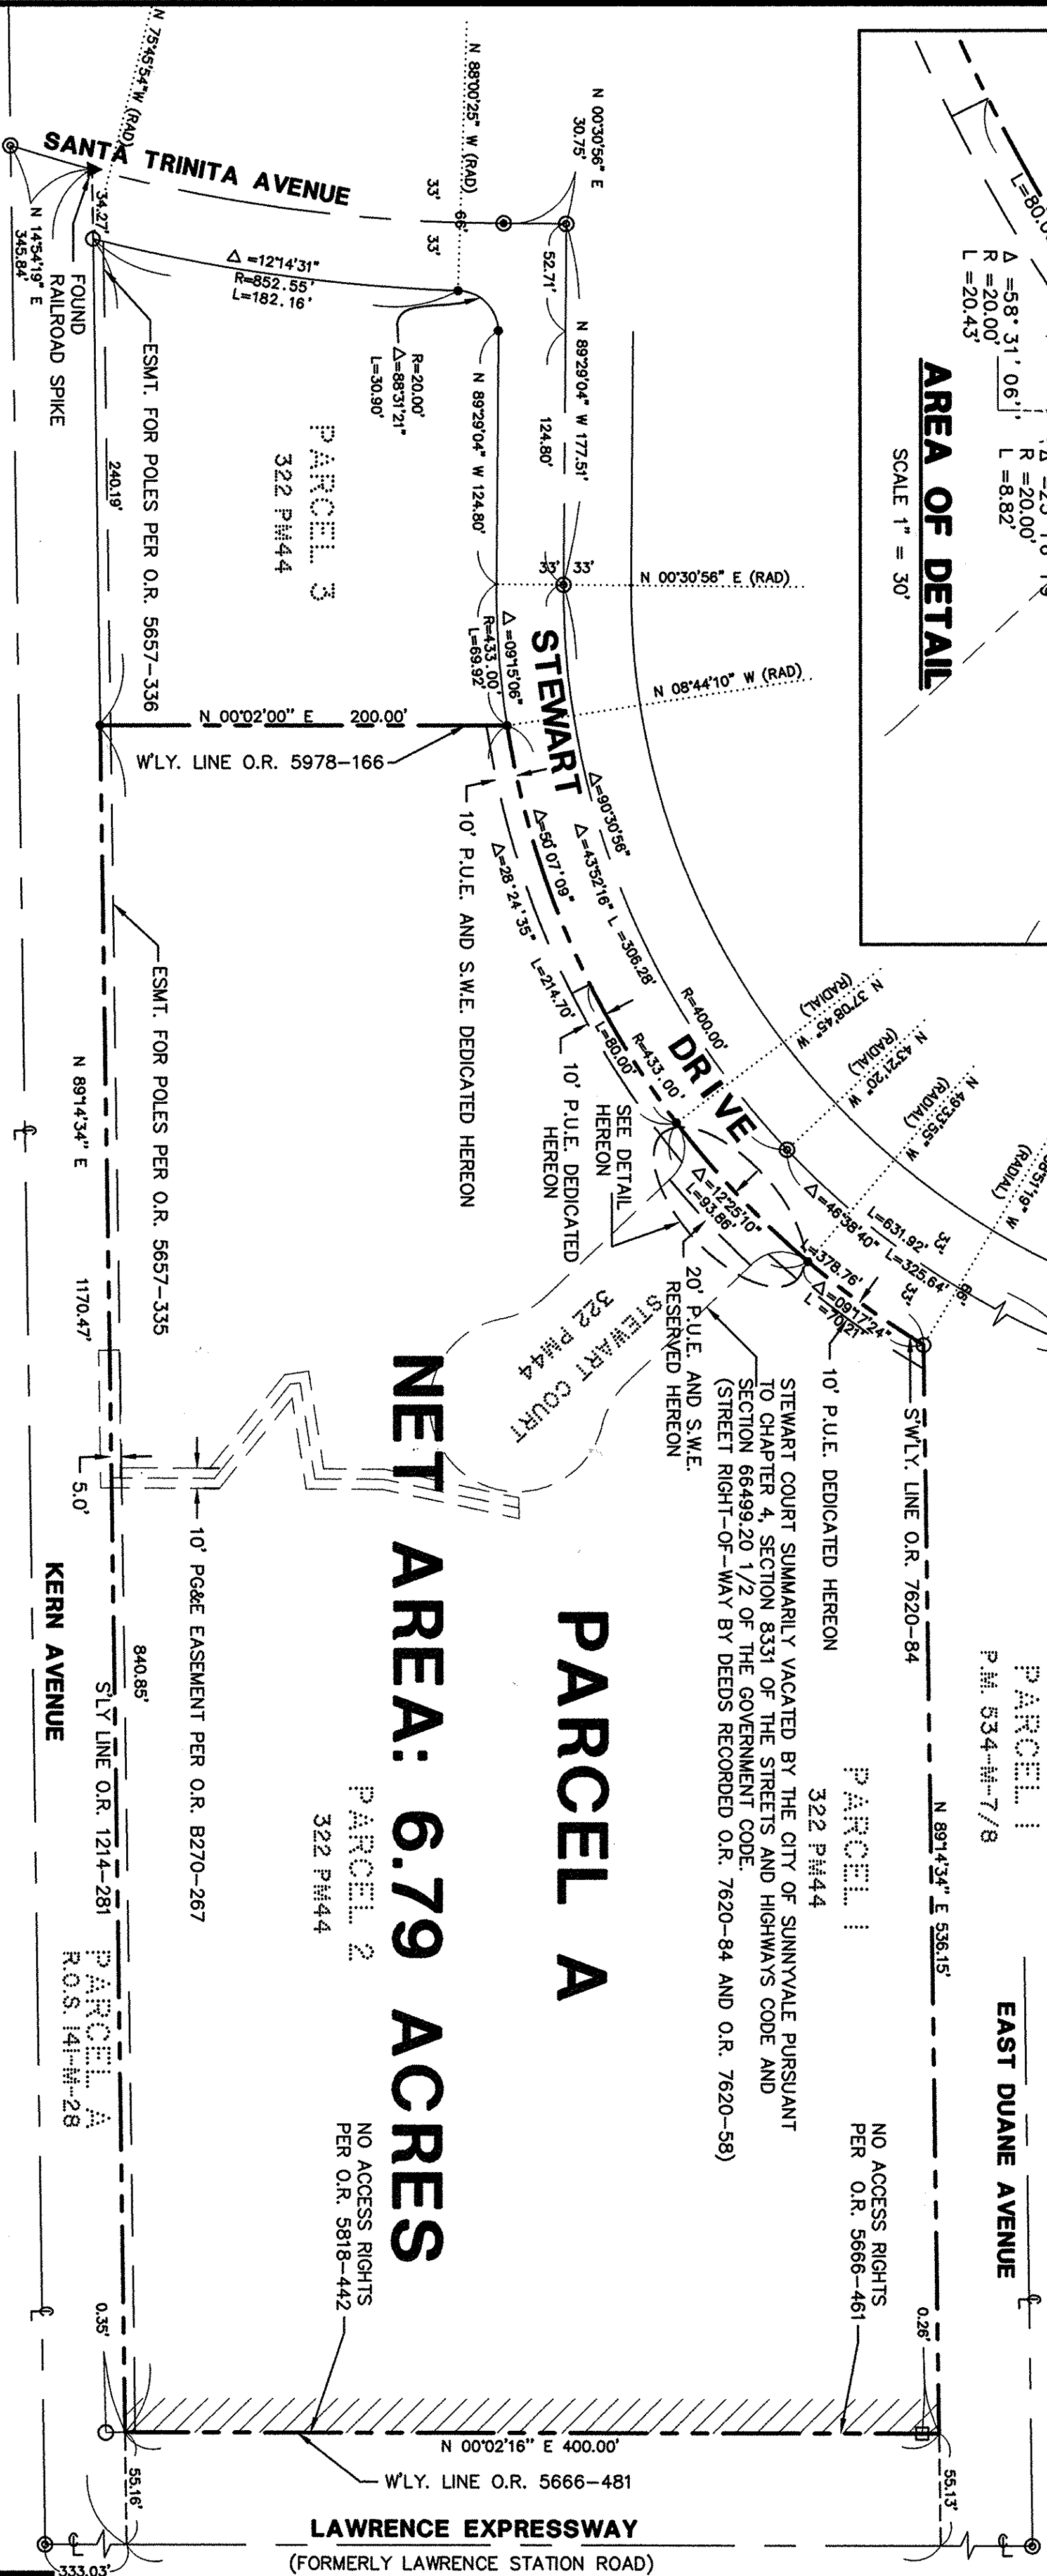 AREA OF DETAIL
SCALE 1" = 30'
L=80.0
Δ =58° 31' 06"
R =20.00'
L =20.43'
R =20.00'
L =8.82'
N 75°45'54"W (RAD)
N 88°00'25" W (RAD)
N 00°30'56" E
30.75'
SANTA TRINITA AVENUE
33'
66'
33'
34.27'
N 14°54'19" E
345.84'
FOUND
RAILROAD SPIKE
Δ =12°14'31"
R=852.55'
L=182.16'
R=20.00'
Δ=88°31'21"
L=30.90'
52.71'
N 89°29'04" W 177.51'
124.80'
N 89°29'04" W 124.80'
ESMT. FOR POLES PER O.R. 5657-336
240.19'
PARCEL 3
322 PM44
33'
33'
N 00°30'56" E (RAD)
Δ =09°15'06"
R=433.00'
L=69.92'
N 08°44'10" W (RAD)
STEWART DRIVE
N 00°02'00" E 200.00'
W'LY. LINE O.R. 5978-166
10' P.U.E. AND S.W.E. DEDICATED HEREON
Δ=90°30'56"
Δ=43°52'16" L =306.28'
Δ=50°07'09"
Δ=28°24'35"
L=214.70'
L=80.00'
R=433.00'
R=400.00'
10' P.U.E. DEDICATED
HEREON
SEE DETAIL
HEREON
N 37°08'45" W
(RADIAL)
N 43°21'20" W
(RADIAL)
N 49°33'55" W
(RADIAL)
58°51'19" W
(RADIAL)
Δ=12°25'10"
L=93.86'
Δ=46°38'40"
L=631.92'
L=325.64'
L=378.76'
33'
33'
66'
Δ=09°17'24"
L =70.21'
20' P.U.E. AND S.W.E.
RESERVED HEREON
10' P.U.E. DEDICATED HEREON
S'W'LY. LINE O.R. 7620-84
STEWART COURT
322 PM44
STEWART COURT SUMMARILY VACATED BY THE CITY OF SUNNYVALE PURSUANT
TO CHAPTER 4, SECTION 8331 OF THE STREETS AND HIGHWAYS CODE AND
SECTION 66499.20 1/2 OF THE GOVERNMENT CODE.
(STREET RIGHT-OF-WAY BY DEEDS RECORDED O.R. 7620-84 AND O.R. 7620-58)
ESMT. FOR POLES PER O.R. 5657-335
N 89°14'34" E
1170.47'
5.0'
10' PG&E EASEMENT PER O.R. B270-267
840.85'
S'LY LINE O.R. 1214-281
KERN AVENUE
PARCEL A
NET AREA: 6.79 ACRES
PARCEL 1
322 PM44
PARCEL 2
322 PM44
PARCEL 1
P.M. 534-M-7/8
N 89°14'34" E 536.15'
EAST DUANE AVENUE
PARCEL A
R.O.S. 141-M-28
NO ACCESS RIGHTS
PER O.R. 5666-461
NO ACCESS RIGHTS
PER O.R. 5818-442
0.26'
0.35'
N 00°02'16" E 400.00'
W'LY. LINE O.R. 5666-481
55.13'
55.16'
LAWRENCE EXPRESSWAY
(FORMERLY LAWRENCE STATION ROAD)
333.03'